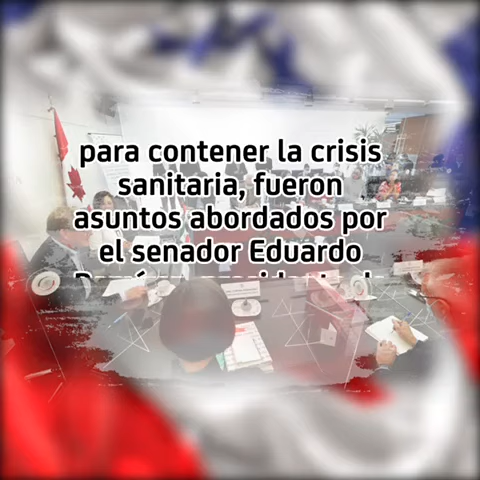 para contener la crisis
sanitaria, fueron
asuntos abordados por
el senador Eduardo